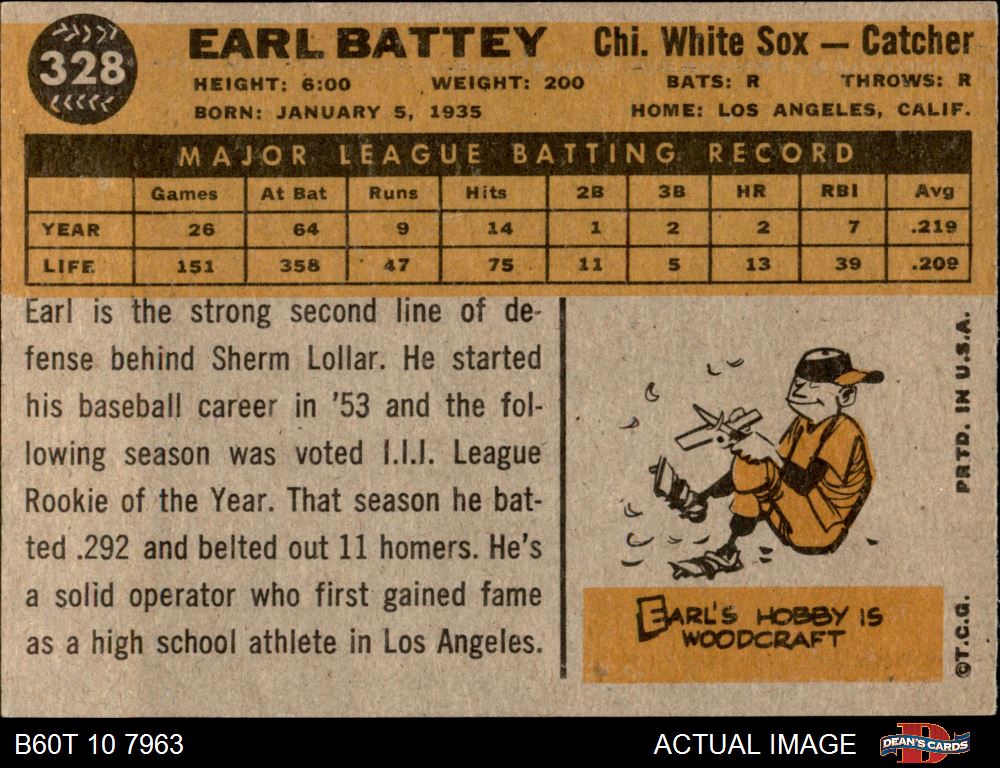 328
EARL BATTEY Chi. White Sox — Catcher
HEIGHT: 6:00 WEIGHT: 200 BATS: R THROWS: R
BORN: JANUARY 5, 1935 HOME: LOS ANGELES, CALIF.
MAJOR LEAGUE BATTING RECORD
Games At Bat Runs Hits 2B 3B HR RBI Avg
YEAR 26 64 9 14 1 2 2 7 .219
LIFE 151 358 47 75 11 5 13 39 .209
Earl is the strong second line of de-
fense behind Sherm Lollar. He started
his baseball career in '53 and the fol-
lowing season was voted I.I.I. League
Rookie of the Year. That season he bat-
ted .292 and belted out 11 homers. He's
a solid operator who first gained fame
as a high school athlete in Los Angeles.
EARL'S HOBBY IS
WOODCRAFT
©T.C.G. PRTD. IN U.S.A.
B60T 10 7963 ACTUAL IMAGE
DEAN'S CARDS